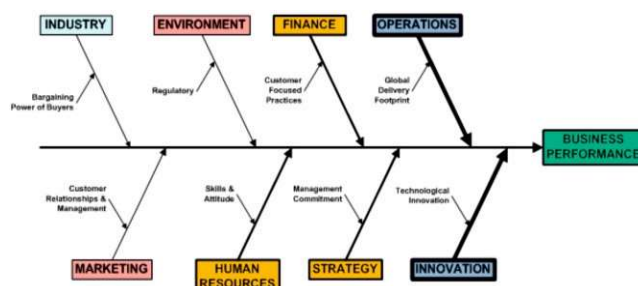 INDUSTRY
ENVIRONMENT
FINANCE
OPERATIONS
Bargaining
Power of Buyers
Regulatory
Customer
Focused
Practices
Global
Delivery
Footprint
BUSINESS
PERFORMANCE
Customer
Relationships &
Management
Skills &
Attitude
Management
Commitment
Technological
Innovation
MARKETING
HUMAN
RESOURCES
STRATEGY
INNOVATION